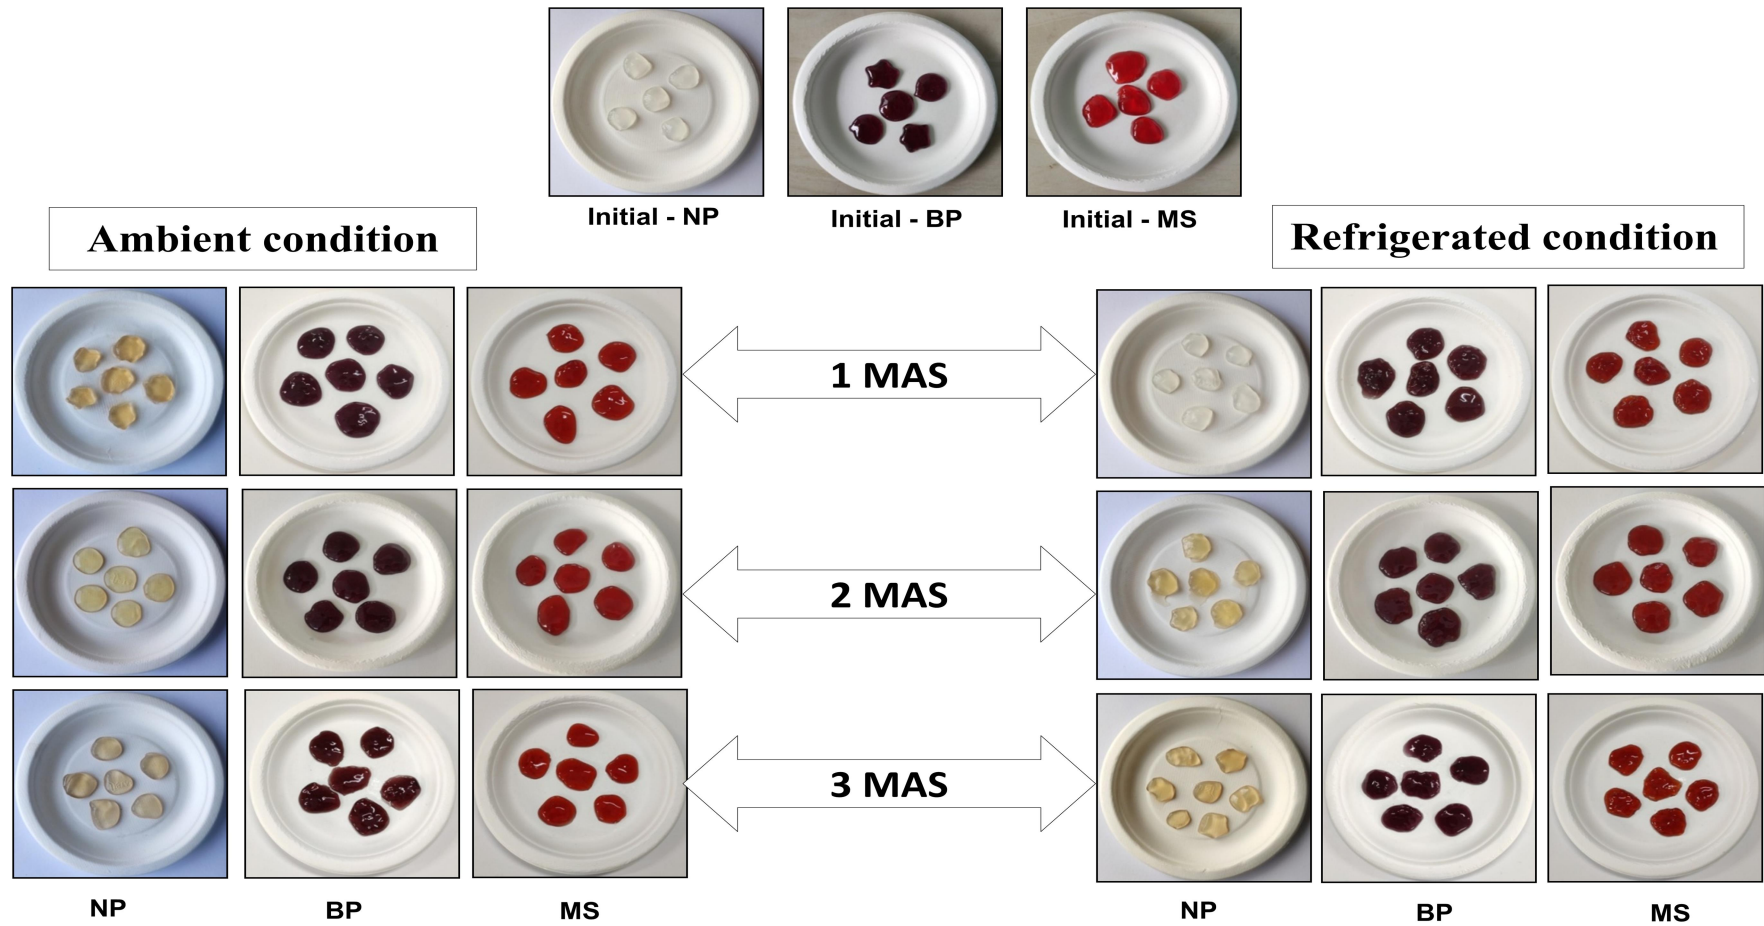 Initial - NP
Initial - BP
Initial - MS
Ambient condition
Refrigerated condition
1 MAS
2 MAS
3 MAS
NP
BP
MS
NP
BP
MS